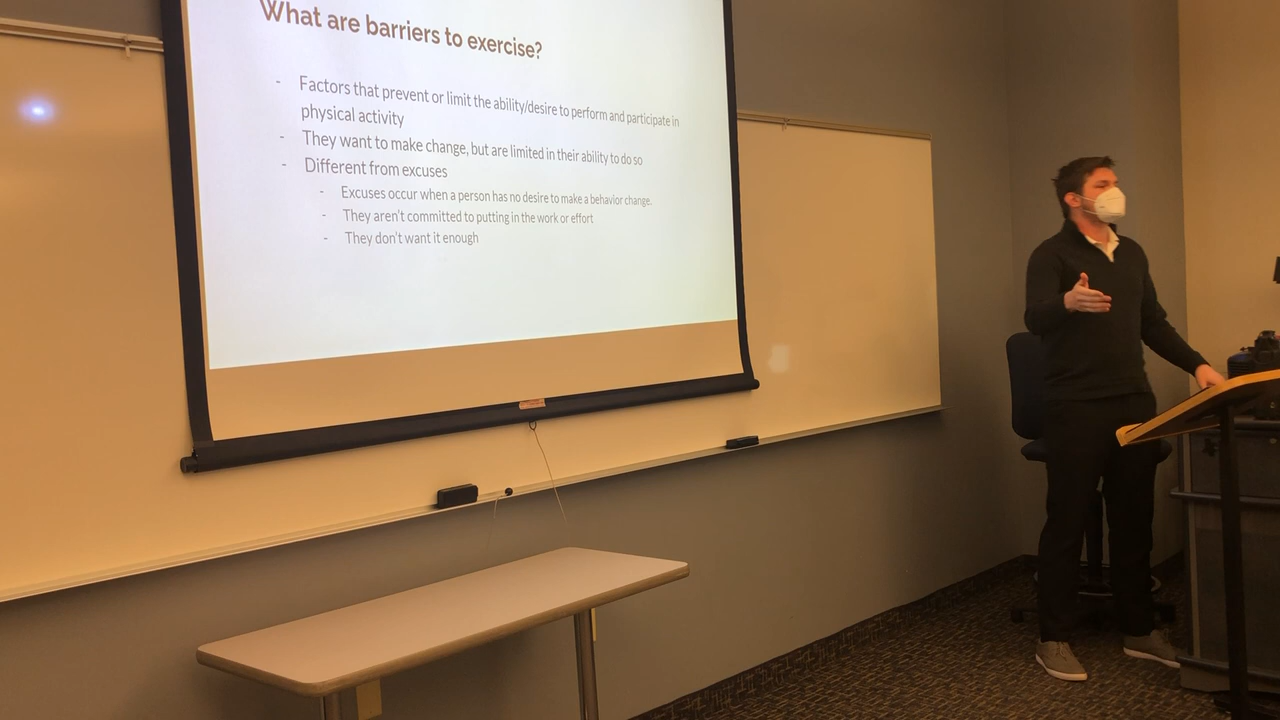 What are barriers to exercise?
- Factors that prevent or limit the ability/desire to perform and participate in
physical activity
- They want to make change, but are limited in their ability to do so
- Different from excuses
- Excuses occur when a person has no desire to make a behavior change.
- They aren't committed to putting in the work or effort
- They don't want it enough